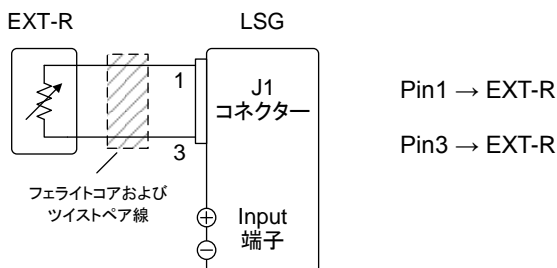 EXT-R
LSG
1
J1
コネクター
3
フェライトコアおよび
ツイストペア線
+
Input
端子
-
Pin1 → EXT-R
Pin3 → EXT-R